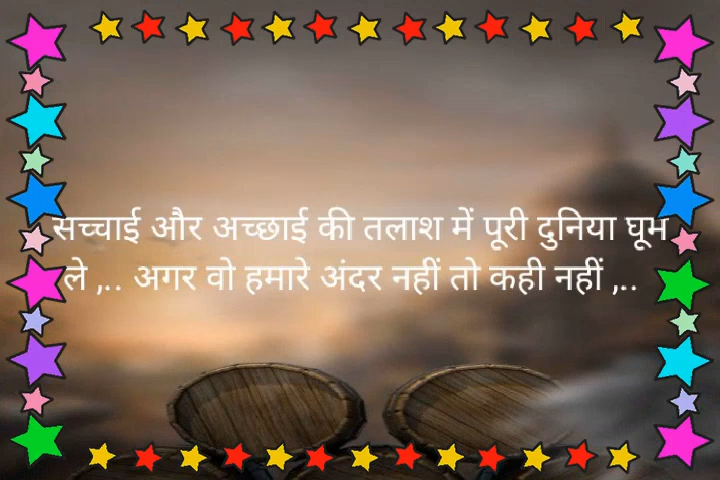 सच्चाई और अच्छाई की तलाश में पूरी दुनिया घूम
ले ,.. अगर वो हमारे अंदर नहीं तो कही नहीं ,..